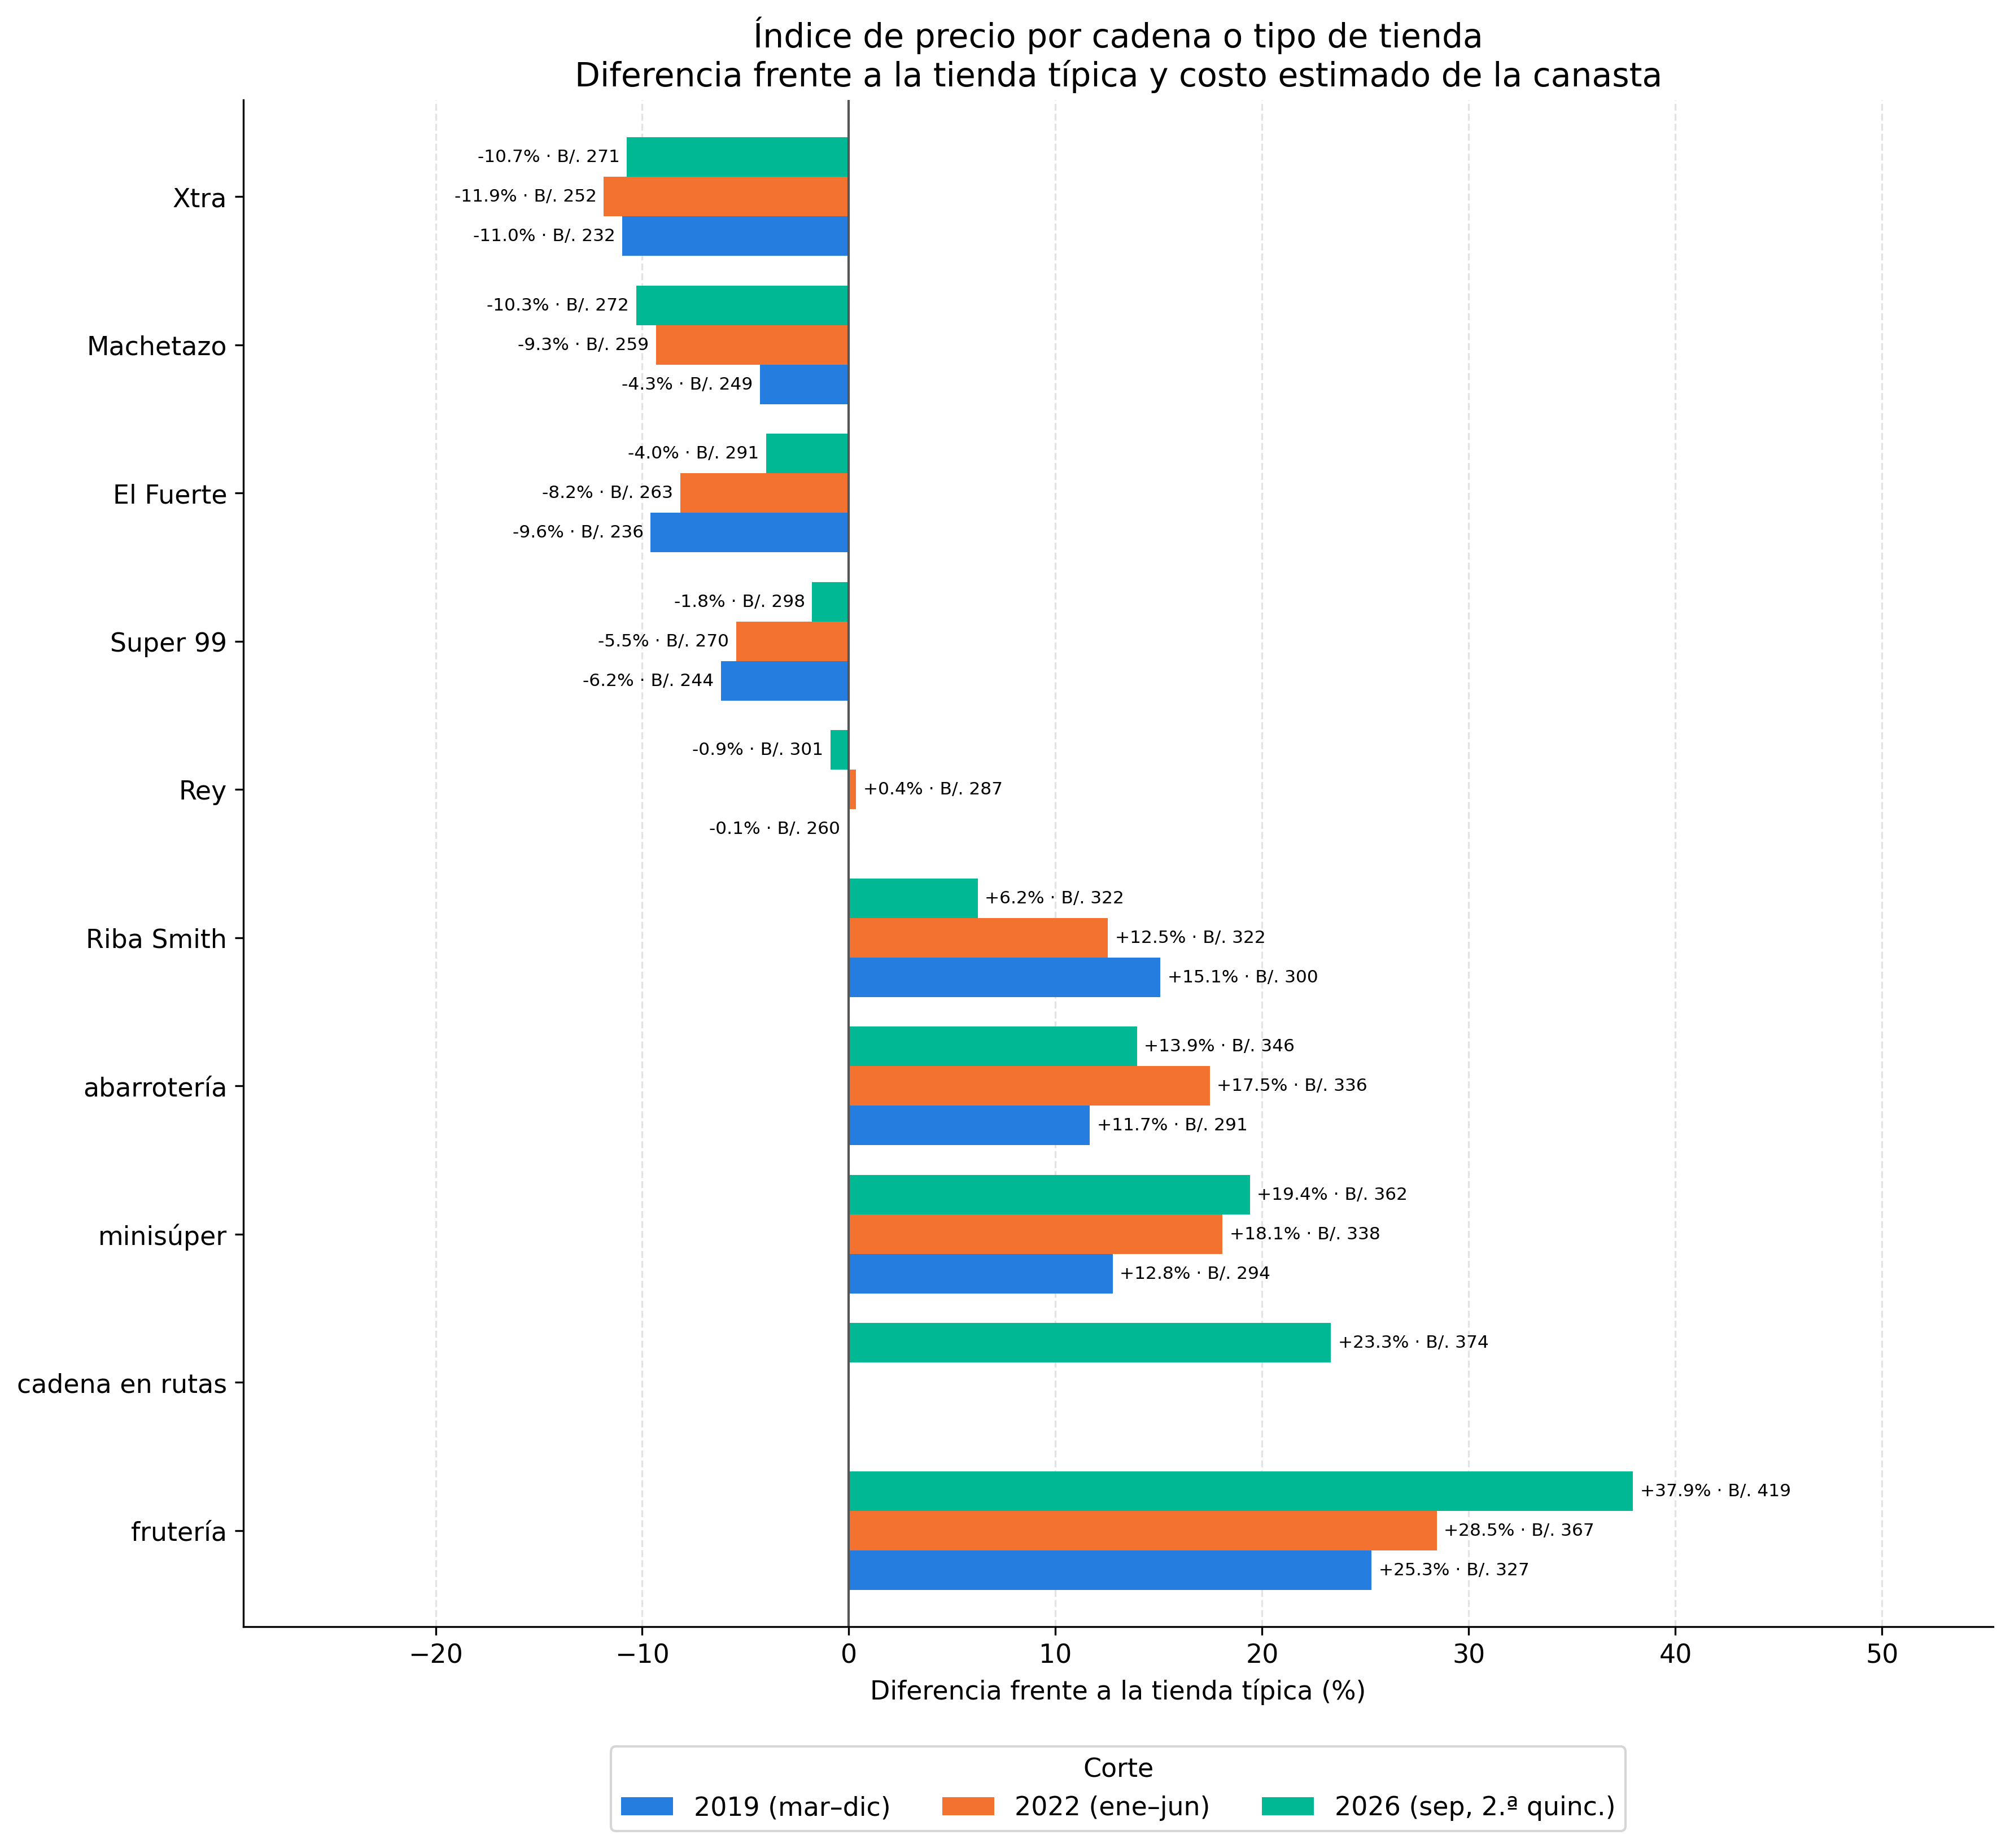 Índice de precio por cadena o tipo de tienda
Diferencia frente a la tienda típica y costo estimado de la canasta
Xtra
-10.7% · B/. 271
-11.9% · B/. 252
-11.0% · B/. 232
Machetazo
-10.3% · B/. 272
-9.3% · B/. 259
-4.3% · B/. 249
El Fuerte
-4.0% · B/. 291
-8.2% · B/. 263
-9.6% · B/. 236
Super 99
-1.8% · B/. 298
-5.5% · B/. 270
-6.2% · B/. 244
Rey
-0.9% · B/. 301
+0.4% · B/. 287
-0.1% · B/. 260
Riba Smith
+6.2% · B/. 322
+12.5% · B/. 322
+15.1% · B/. 300
abarrotería
+13.9% · B/. 346
+17.5% · B/. 336
+11.7% · B/. 291
minisúper
+19.4% · B/. 362
+18.1% · B/. 338
+12.8% · B/. 294
cadena en rutas
+23.3% · B/. 374
frutería
+37.9% · B/. 419
+28.5% · B/. 367
+25.3% · B/. 327
−20 −10 0 10 20 30 40 50
Diferencia frente a la tienda típica (%)
Corte
2019 (mar–dic) 2022 (ene–jun) 2026 (sep, 2.ª quinc.)